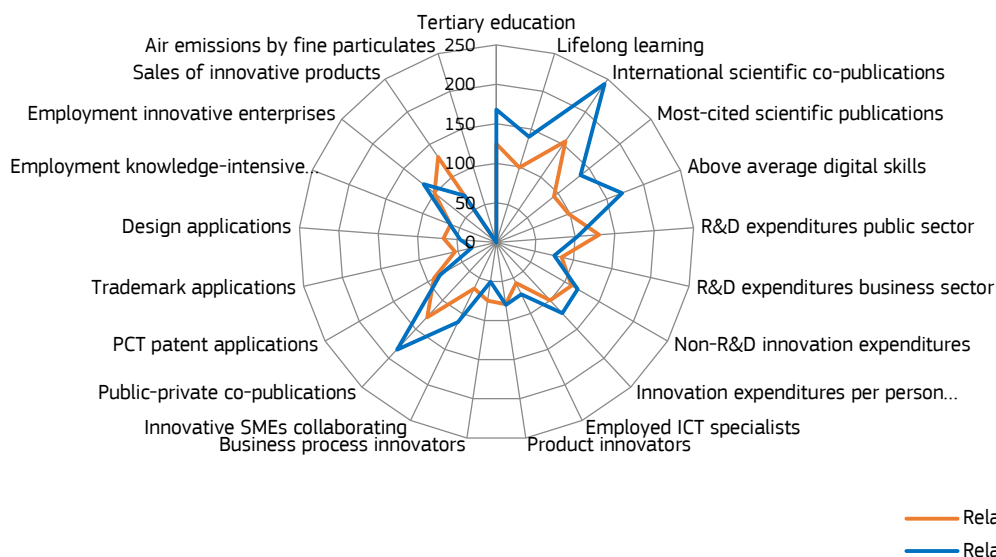 Tertiary education
Lifelong learning
International scientific co-publications
Most-cited scientific publications
Above average digital skills
R&D expenditures public sector
R&D expenditures business sector
Non-R&D innovation expenditures
Innovation expenditures per person...
Employed ICT specialists
Product innovators
Business process innovators
Innovative SMEs collaborating
Public-private co-publications
PCT patent applications
Trademark applications
Design applications
Employment knowledge-intensive...
Employment innovative enterprises
Sales of innovative products
Air emissions by fine particulates
250
200
150
100
50
0
Rela
Rela